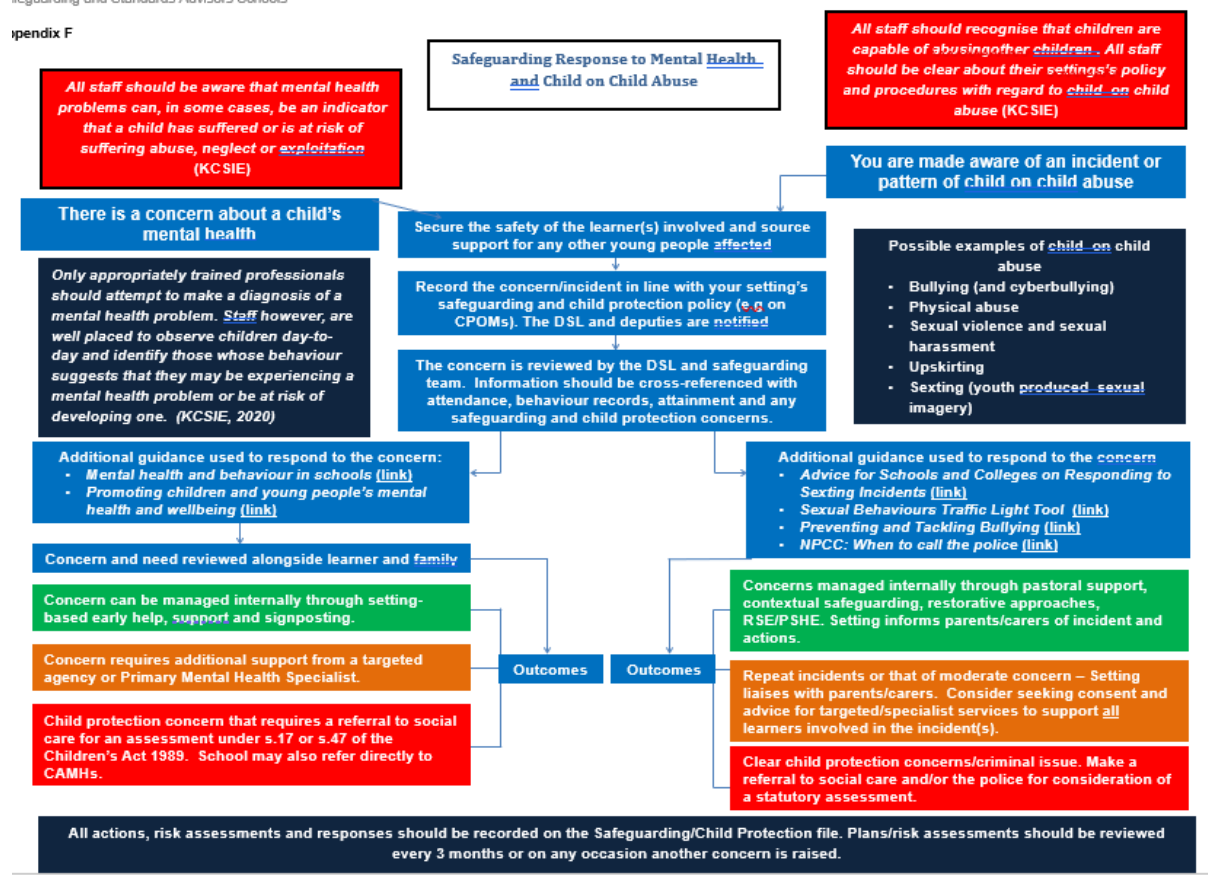 Safeguarding and Standards Advisors Schools
ppendix F
Safeguarding Response to Mental Health
and Child on Child Abuse
All staff should be aware that mental health
problems can, in some cases, be an indicator
that a child has suffered or is at risk of
suffering abuse, neglect or exploitation
(KCSIE)
All staff should recognise that children are
capable of abusingother children. All staff
should be clear about their settings's policy
and procedures with regard to child on child
abuse (KCSIE)
You are made aware of an incident or
pattern of child on child abuse
There is a concern about a child's
mental health
Secure the safety of the learner(s) involved and source
support for any other young people affected
Only appropriately trained professionals
should attempt to make a diagnosis of a
mental health problem. Staff however, are
well placed to observe children day-to-
day and identify those whose behaviour
suggests that they may be experiencing a
mental health problem or be at risk of
developing one. (KCSIE, 2020)
Record the concern/incident in line with your setting's
safeguarding and child protection policy (e.g. on
CPOMs). The DSL and deputies are notified
The concern is reviewed by the DSL and safeguarding
team. Information should be cross-referenced with
attendance, behaviour records, attainment and any
safeguarding and child protection concerns.
Possible examples of child on child
abuse
• Bullying (and cyberbullying)
• Physical abuse
• Sexual violence and sexual
harassment
• Upskirting
• Sexting (youth produced sexual
imagery)
Additional guidance used to respond to the concern:
• Mental health and behaviour in schools (link)
• Promoting children and young people's mental
health and wellbeing (link)
Additional guidance used to respond to the concern
• Advice for Schools and Colleges on Responding to
Sexting Incidents (link)
• Sexual Behaviours Traffic Light Tool (link)
• Preventing and Tackling Bullying (link)
• NPCC: When to call the police (link)
Concern and need reviewed alongside learner and family
Concern can be managed internally through setting-
based early help, support and signposting.
Concern requires additional support from a targeted
agency or Primary Mental Health Specialist.
Child protection concern that requires a referral to social
care for an assessment under s.17 or s.47 of the
Children's Act 1989. School may also refer directly to
CAMHs.
Outcomes
Outcomes
Concerns managed internally through pastoral support,
contextual safeguarding, restorative approaches,
RSE/PSHE. Setting informs parents/carers of incident and
actions.
Repeat incidents or that of moderate concern – Setting
liaises with parents/carers. Consider seeking consent and
advice for targeted/specialist services to support all
learners involved in the incident(s).
Clear child protection concerns/criminal issue. Make a
referral to social care and/or the police for consideration of
a statutory assessment.
All actions, risk assessments and responses should be recorded on the Safeguarding/Child Protection file. Plans/risk assessments should be reviewed
every 3 months or on any occasion another concern is raised.